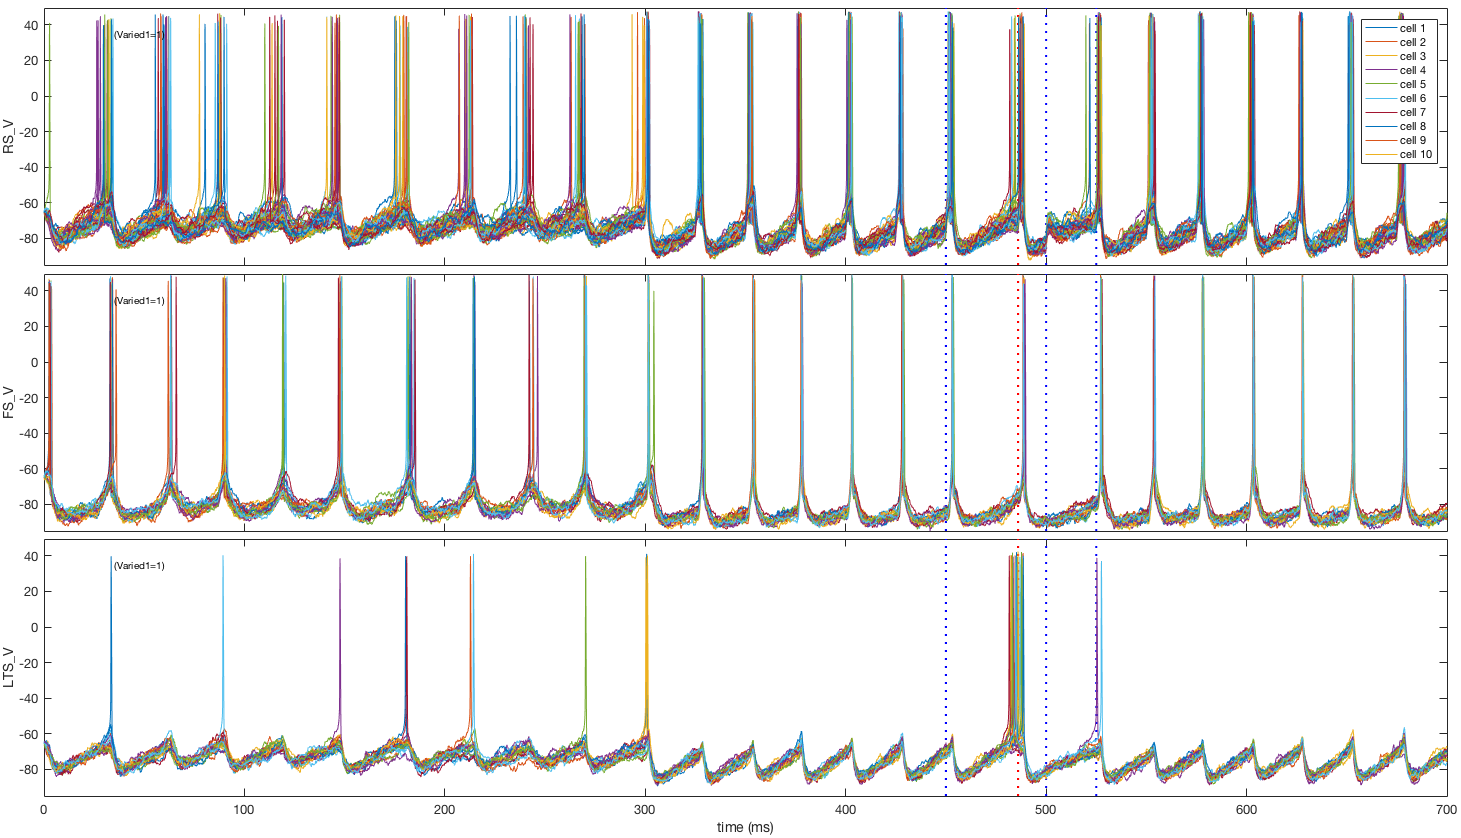 40
20
0
-20
-40
-60
-80
RS_V
(Varied1=1)
cell 1
cell 2
cell 3
cell 4
cell 5
cell 6
cell 7
cell 8
cell 9
cell 10
40
20
0
-20
-40
-60
-80
FS_V
(Varied1=1)
40
20
0
-20
-40
-60
-80
LTS_V
(Varied1=1)
0 100 200 300 400 500 600 700
time (ms)